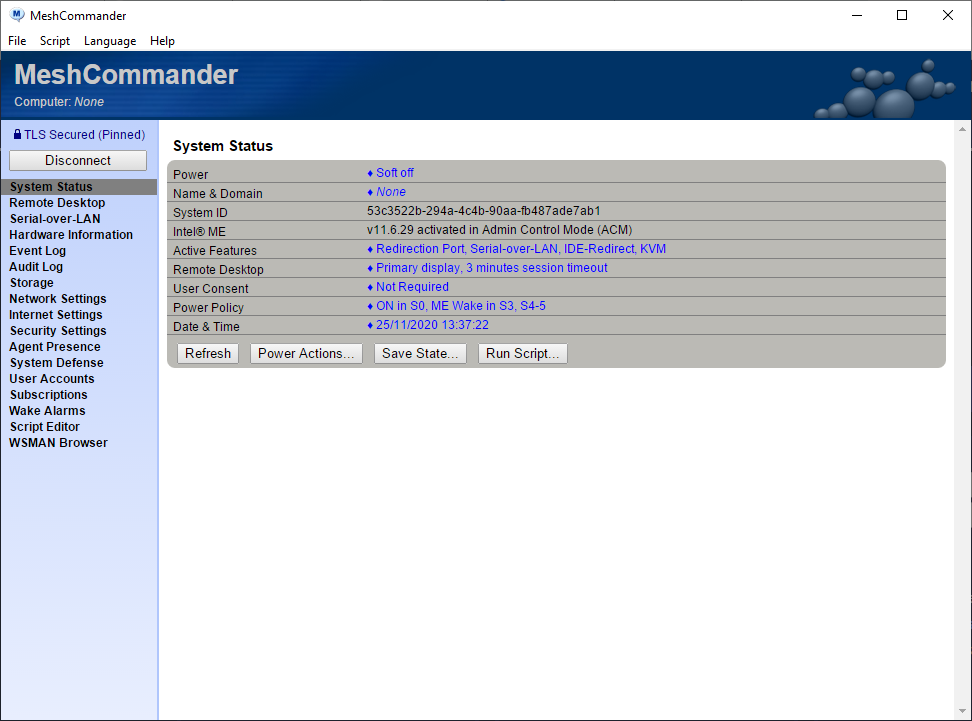 MeshCommander
File Script Language Help
MeshCommander
Computer: None
TLS Secured (Pinned)
Disconnect
System Status
Remote Desktop
Serial-over-LAN
Hardware Information
Event Log
Audit Log
Storage
Network Settings
Internet Settings
Security Settings
Agent Presence
System Defense
User Accounts
Subscriptions
Wake Alarms
Script Editor
WSMAN Browser
System Status
Power ♦ Soft off
Name & Domain ♦ None
System ID 53c3522b-294a-4c4b-90aa-fb487ade7ab1
Intel® ME v11.6.29 activated in Admin Control Mode (ACM)
Active Features ♦ Redirection Port, Serial-over-LAN, IDE-Redirect, KVM
Remote Desktop ♦ Primary display, 3 minutes session timeout
User Consent ♦ Not Required
Power Policy ♦ ON in S0, ME Wake in S3, S4-5
Date & Time ♦ 25/11/2020 13:37:22
Refresh Power Actions... Save State... Run Script...